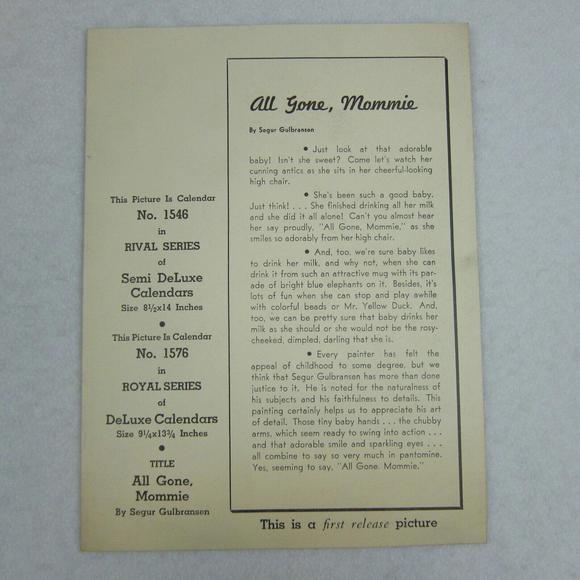 This Picture Is Calendar
No. 1546
in
RIVAL SERIES
of
Semi DeLuxe
Calendars
Size 8½x14 Inches
•
This Picture Is Calendar
No. 1576
in
ROYAL SERIES
of
DeLuxe Calendars
Size 9¼x13¾ Inches
•
TITLE
All Gone,
Mommie
By Segur Gulbransen
All Gone, Mommie
By Segur Gulbransen
• Just look at that adorable
baby! Isn't she sweet? Come let's watch her
cunning antics as she sits in her cheerful-looking
high chair.
• She's been such a good baby.
Just think! . . . She finished drinking all her milk
and she did it all alone! Can't you almost hear
her say proudly, "All Gone, Mommie," as she
smiles so adorably from her high chair.
• And, too, we're sure baby likes
to drink her milk, and why not, when she can
drink it from such an attractive mug with its par-
ade of bright blue elephants on it. Besides, it's
lots of fun when she can stop and play awhile
with colorful beads or Mr. Yellow Duck. And,
too, we can be pretty sure that baby drinks her
milk as she should or she would not be the rosy-
cheeked, dimpled, darling that she is.
• Every painter has felt the
appeal of childhood to some degree, but we
think that Segur Gulbransen has more than done
justice to it. He is noted for the naturalness of
his subjects and his faithfulness to details. This
painting certainly helps us to appreciate his art
of detail. Those tiny baby hands . . . the chubby
arms, which seem ready to swing into action . . .
and that adorable smile and sparkling eyes . . .
all combine to say so very much in pantomine.
Yes, seeming to say, "All Gone, Mommie."
This is a first release picture